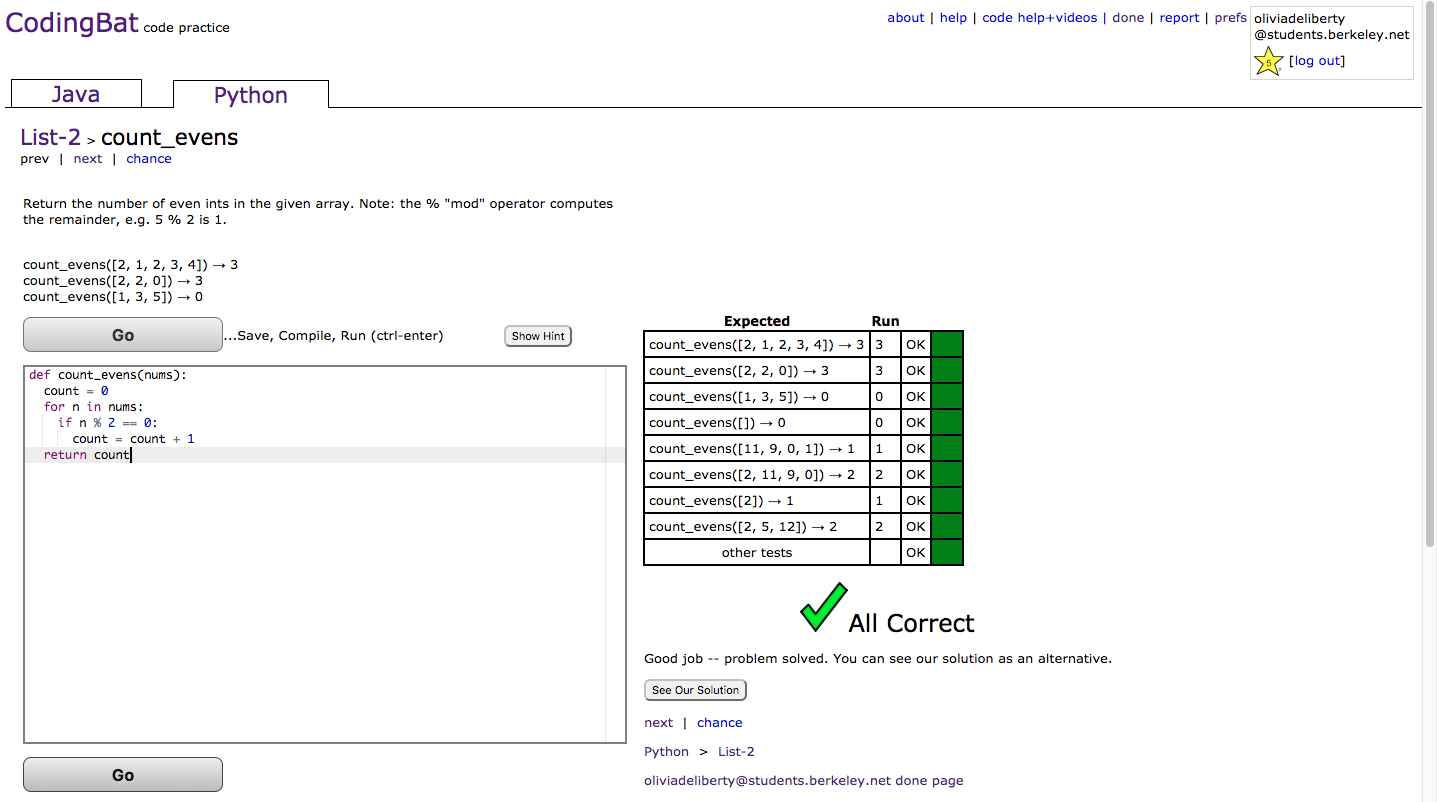 CodingBat code practice
about | help | code help+videos | done | report | prefs
oliviadeliberty
@students.berkeley.net
5 [log out]
Java
Python
List-2 > count_evens
prev | next | chance
Return the number of even ints in the given array. Note: the % "mod" operator computes
the remainder, e.g. 5 % 2 is 1.
count_evens([2, 1, 2, 3, 4]) → 3
count_evens([2, 2, 0]) → 3
count_evens([1, 3, 5]) → 0
Go ...Save, Compile, Run (ctrl-enter) Show Hint
def count_evens(nums):
  count = 0
  for n in nums:
    if n % 2 == 0:
      count = count + 1
  return count
Go
Expected Run
count_evens([2, 1, 2, 3, 4]) → 3 3 OK
count_evens([2, 2, 0]) → 3 3 OK
count_evens([1, 3, 5]) → 0 0 OK
count_evens([]) → 0 0 OK
count_evens([11, 9, 0, 1]) → 1 1 OK
count_evens([2, 11, 9, 0]) → 2 2 OK
count_evens([2]) → 1 1 OK
count_evens([2, 5, 12]) → 2 2 OK
other tests OK
All Correct
Good job -- problem solved. You can see our solution as an alternative.
See Our Solution
next | chance
Python > List-2
oliviadeliberty@students.berkeley.net done page